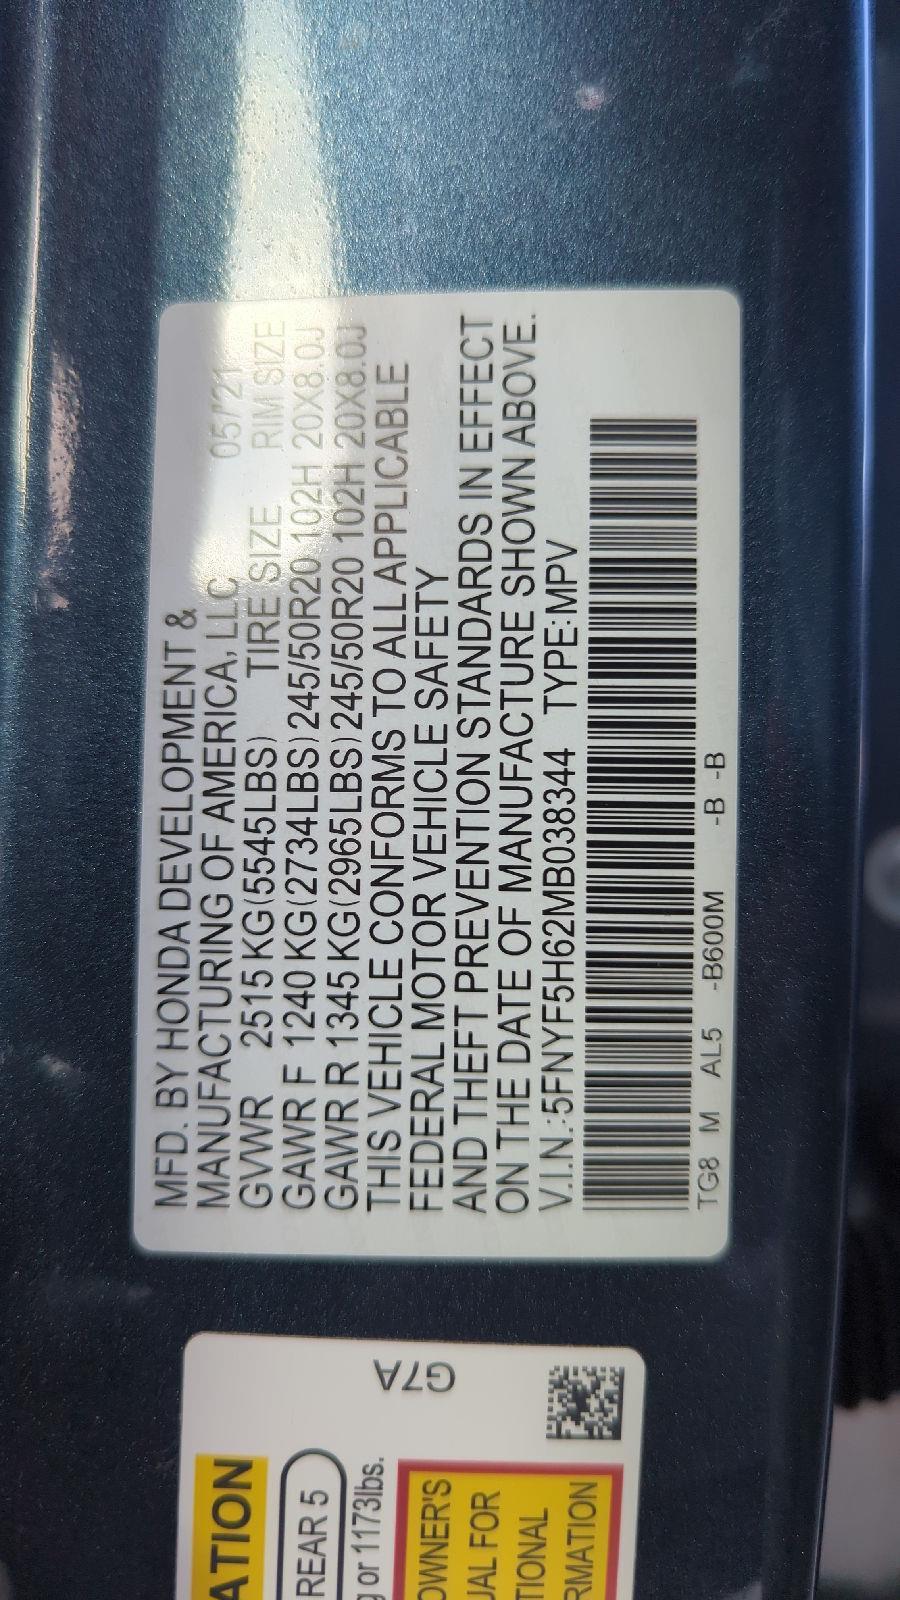 MFD. BY HONDA DEVELOPMENT &
MANUFACTURING OF AMERICA, LLC 05/'21
GVWR 2515 KG(5545LBS) TIRE SIZE RIM SIZE
GAWR F 1240 KG(2734LBS) 245/50R20 102H 20X8.0J
GAWR R 1345 KG(2965LBS) 245/50R20 102H 20X8.0J
THIS VEHICLE CONFORMS TO ALL APPLICABLE
FEDERAL MOTOR VEHICLE SAFETY
AND THEFT PREVENTION STANDARDS IN EFFECT
ON THE DATE OF MANUFACTURE SHOWN ABOVE.
V.I.N.:5FNYF5H62MB038344 TYPE:MPV
TG8 M AL5 -B600M -B -B
G7A
ATION
REAR 5
g or 1173lbs.
OWNER'S
UAL FOR
TIONAL
RMATION